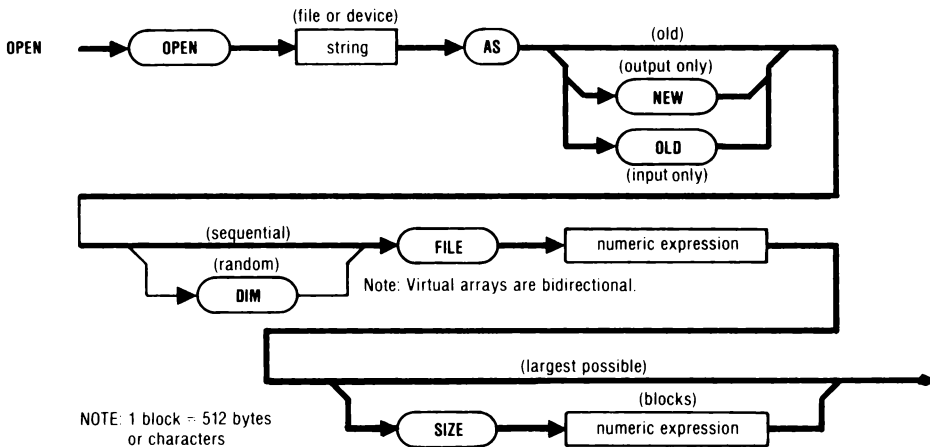 (file or device)
OPEN OPEN string AS (old)
(output only)
NEW
OLD
(input only)
(sequential) FILE numeric expression
(random)
DIM Note: Virtual arrays are bidirectional.
(largest possible)
(blocks)
SIZE numeric expression
NOTE: 1 block = 512 bytes
or characters